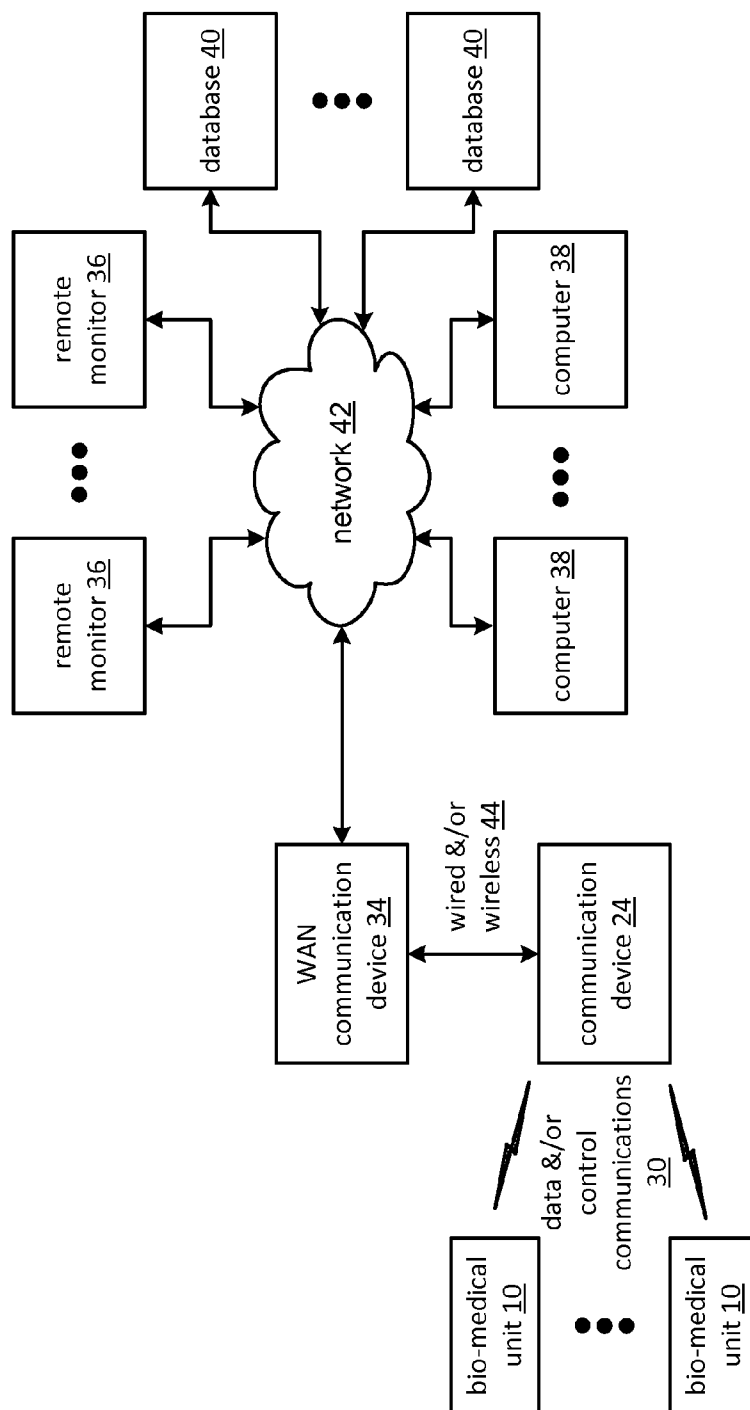 bio-medical
unit 10
bio-medical
unit 10
data &/or
control
communications
30
WAN
communication
device 34
wired &/or
wireless 44
communication
device 24
remote
monitor 36
remote
monitor 36
network 42
computer 38
computer 38
database 40
database 40